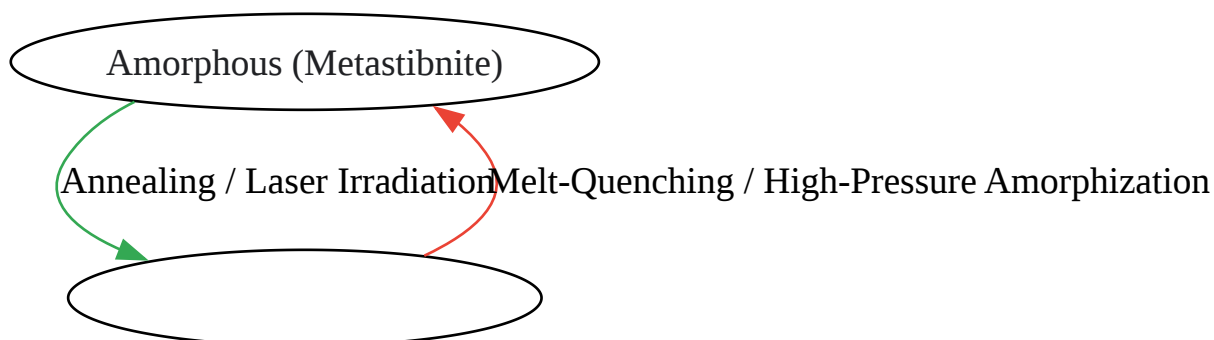 Amorphous (Metastibnite)
Annealing / Laser Irradiation
Melt-Quenching / High-Pressure Amorphization